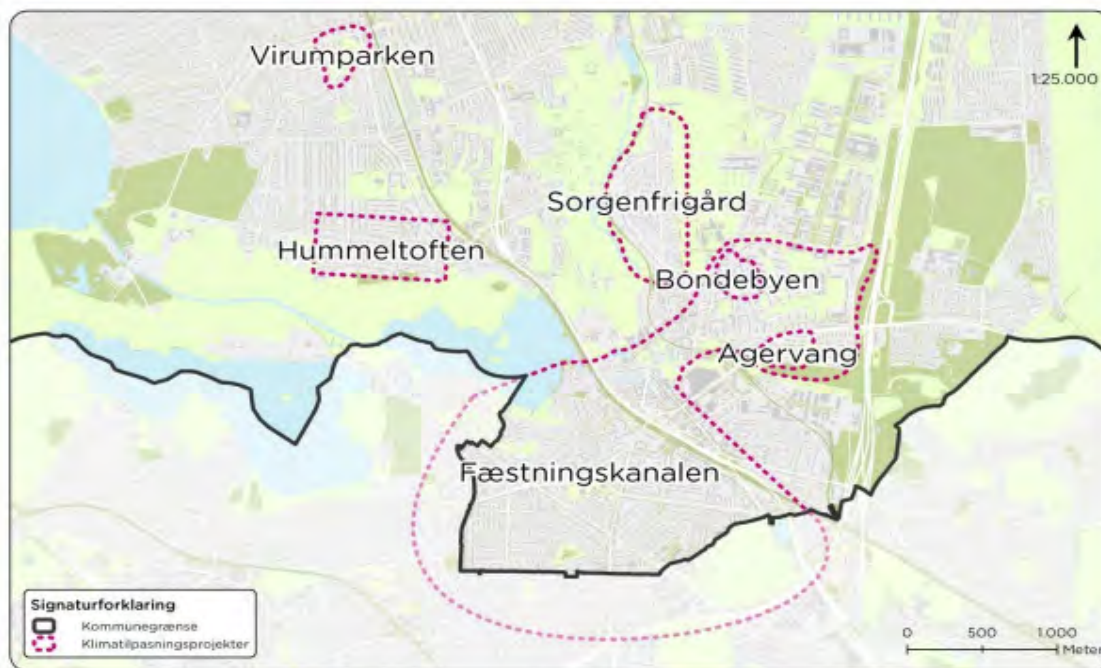 Virumparken
1:25.000
Sorgenfrigård
Hummeltoften
Bondebyen
Agervang
Fæstningskanalen
Signaturforklaring
Kommunegrænse
Klimatilpasningsprojekter
0 500 1.000
Meter